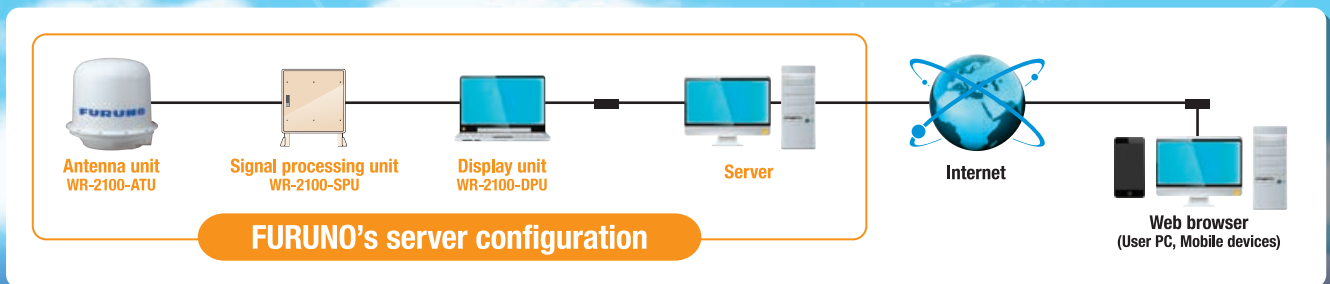 FURUNO
Antenna unit
WR-2100-ATU
Signal processing unit
WR-2100-SPU
Display unit
WR-2100-DPU
Server
Internet
Web browser
(User PC, Mobile devices)
FURUNO's server configuration